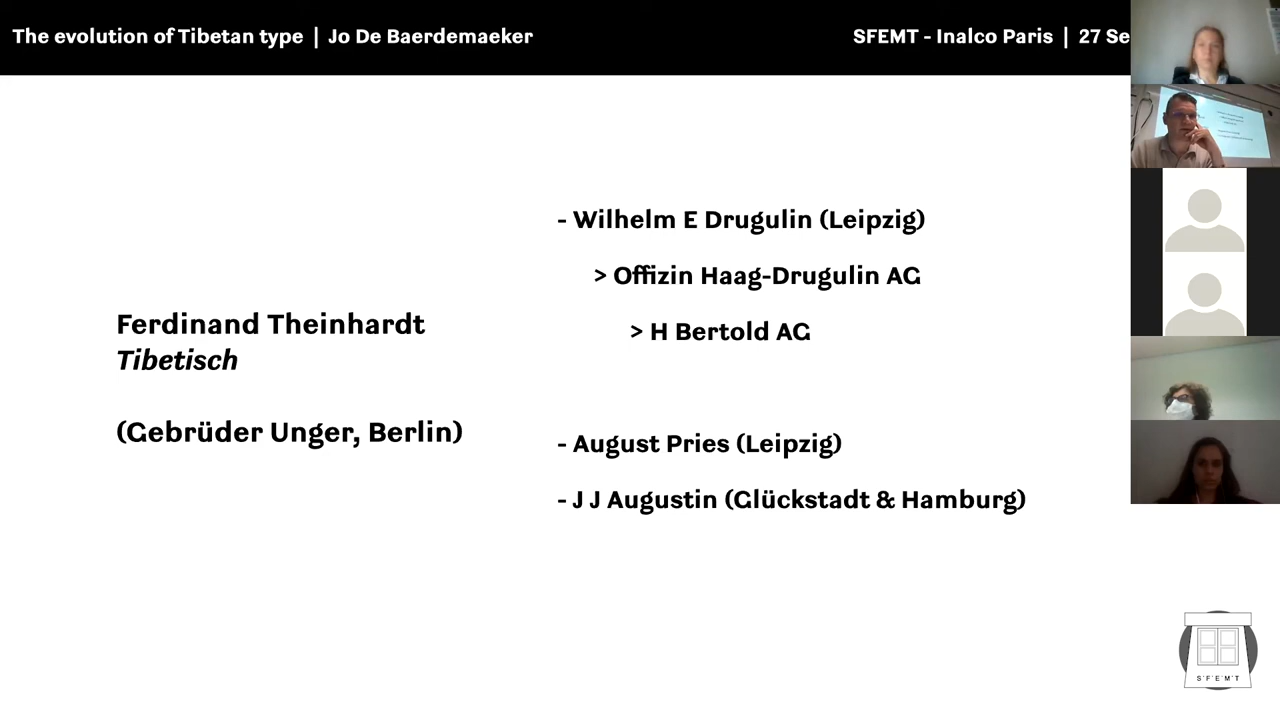 The evolution of Tibetan type | Jo De Baerdemaeker
SFEMT - Inalco Paris | 27 Se
Ferdinand Theinhardt
Tibetisch
(Gebrüder Unger, Berlin)
- Wilhelm E Drugulin (Leipzig)
> Offizin Haag-Drugulin AG
> H Bertold AG
- August Pries (Leipzig)
- J J Augustin (Glückstadt & Hamburg)
S˙F˙E˙M˙T